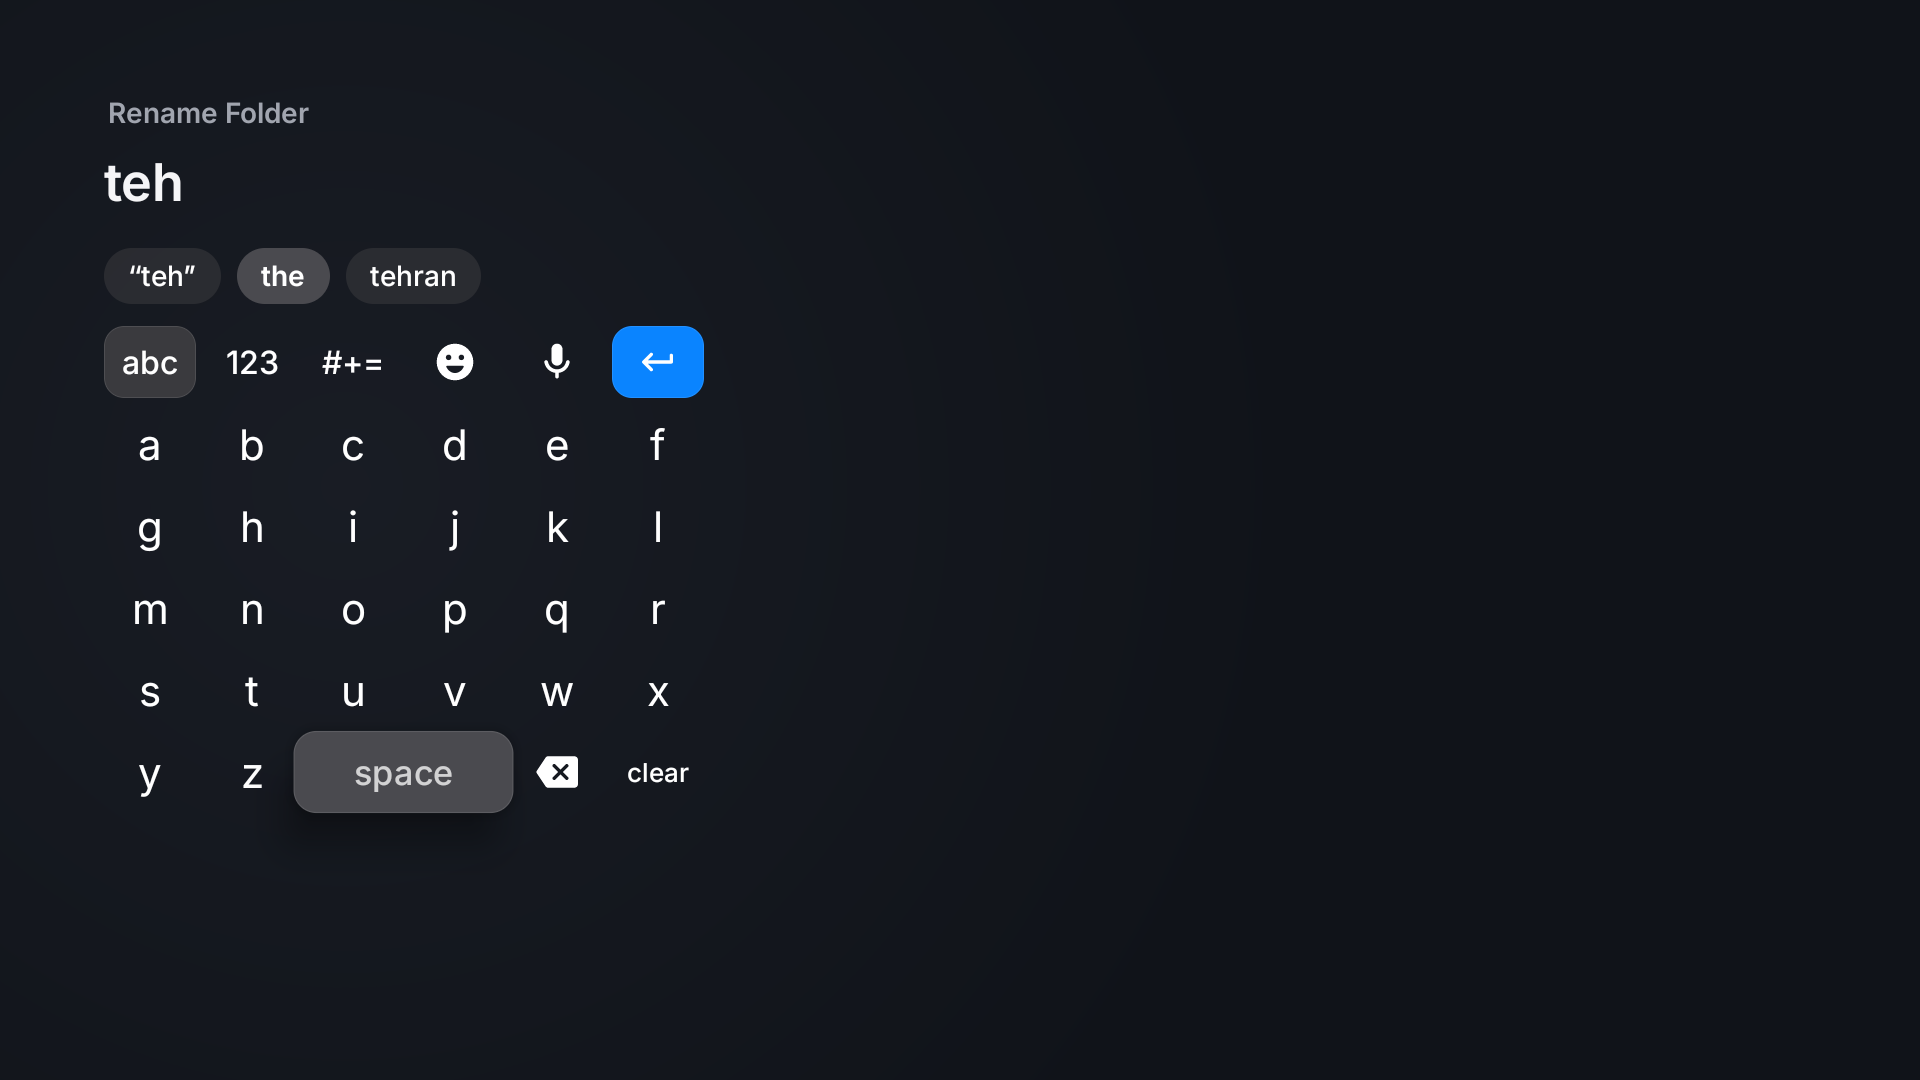 Rename Folder
teh
“teh” the tehran
abc 123 #+=
a b c d e f
g h i j k l
m n o p q r
s t u v w x
y z space clear